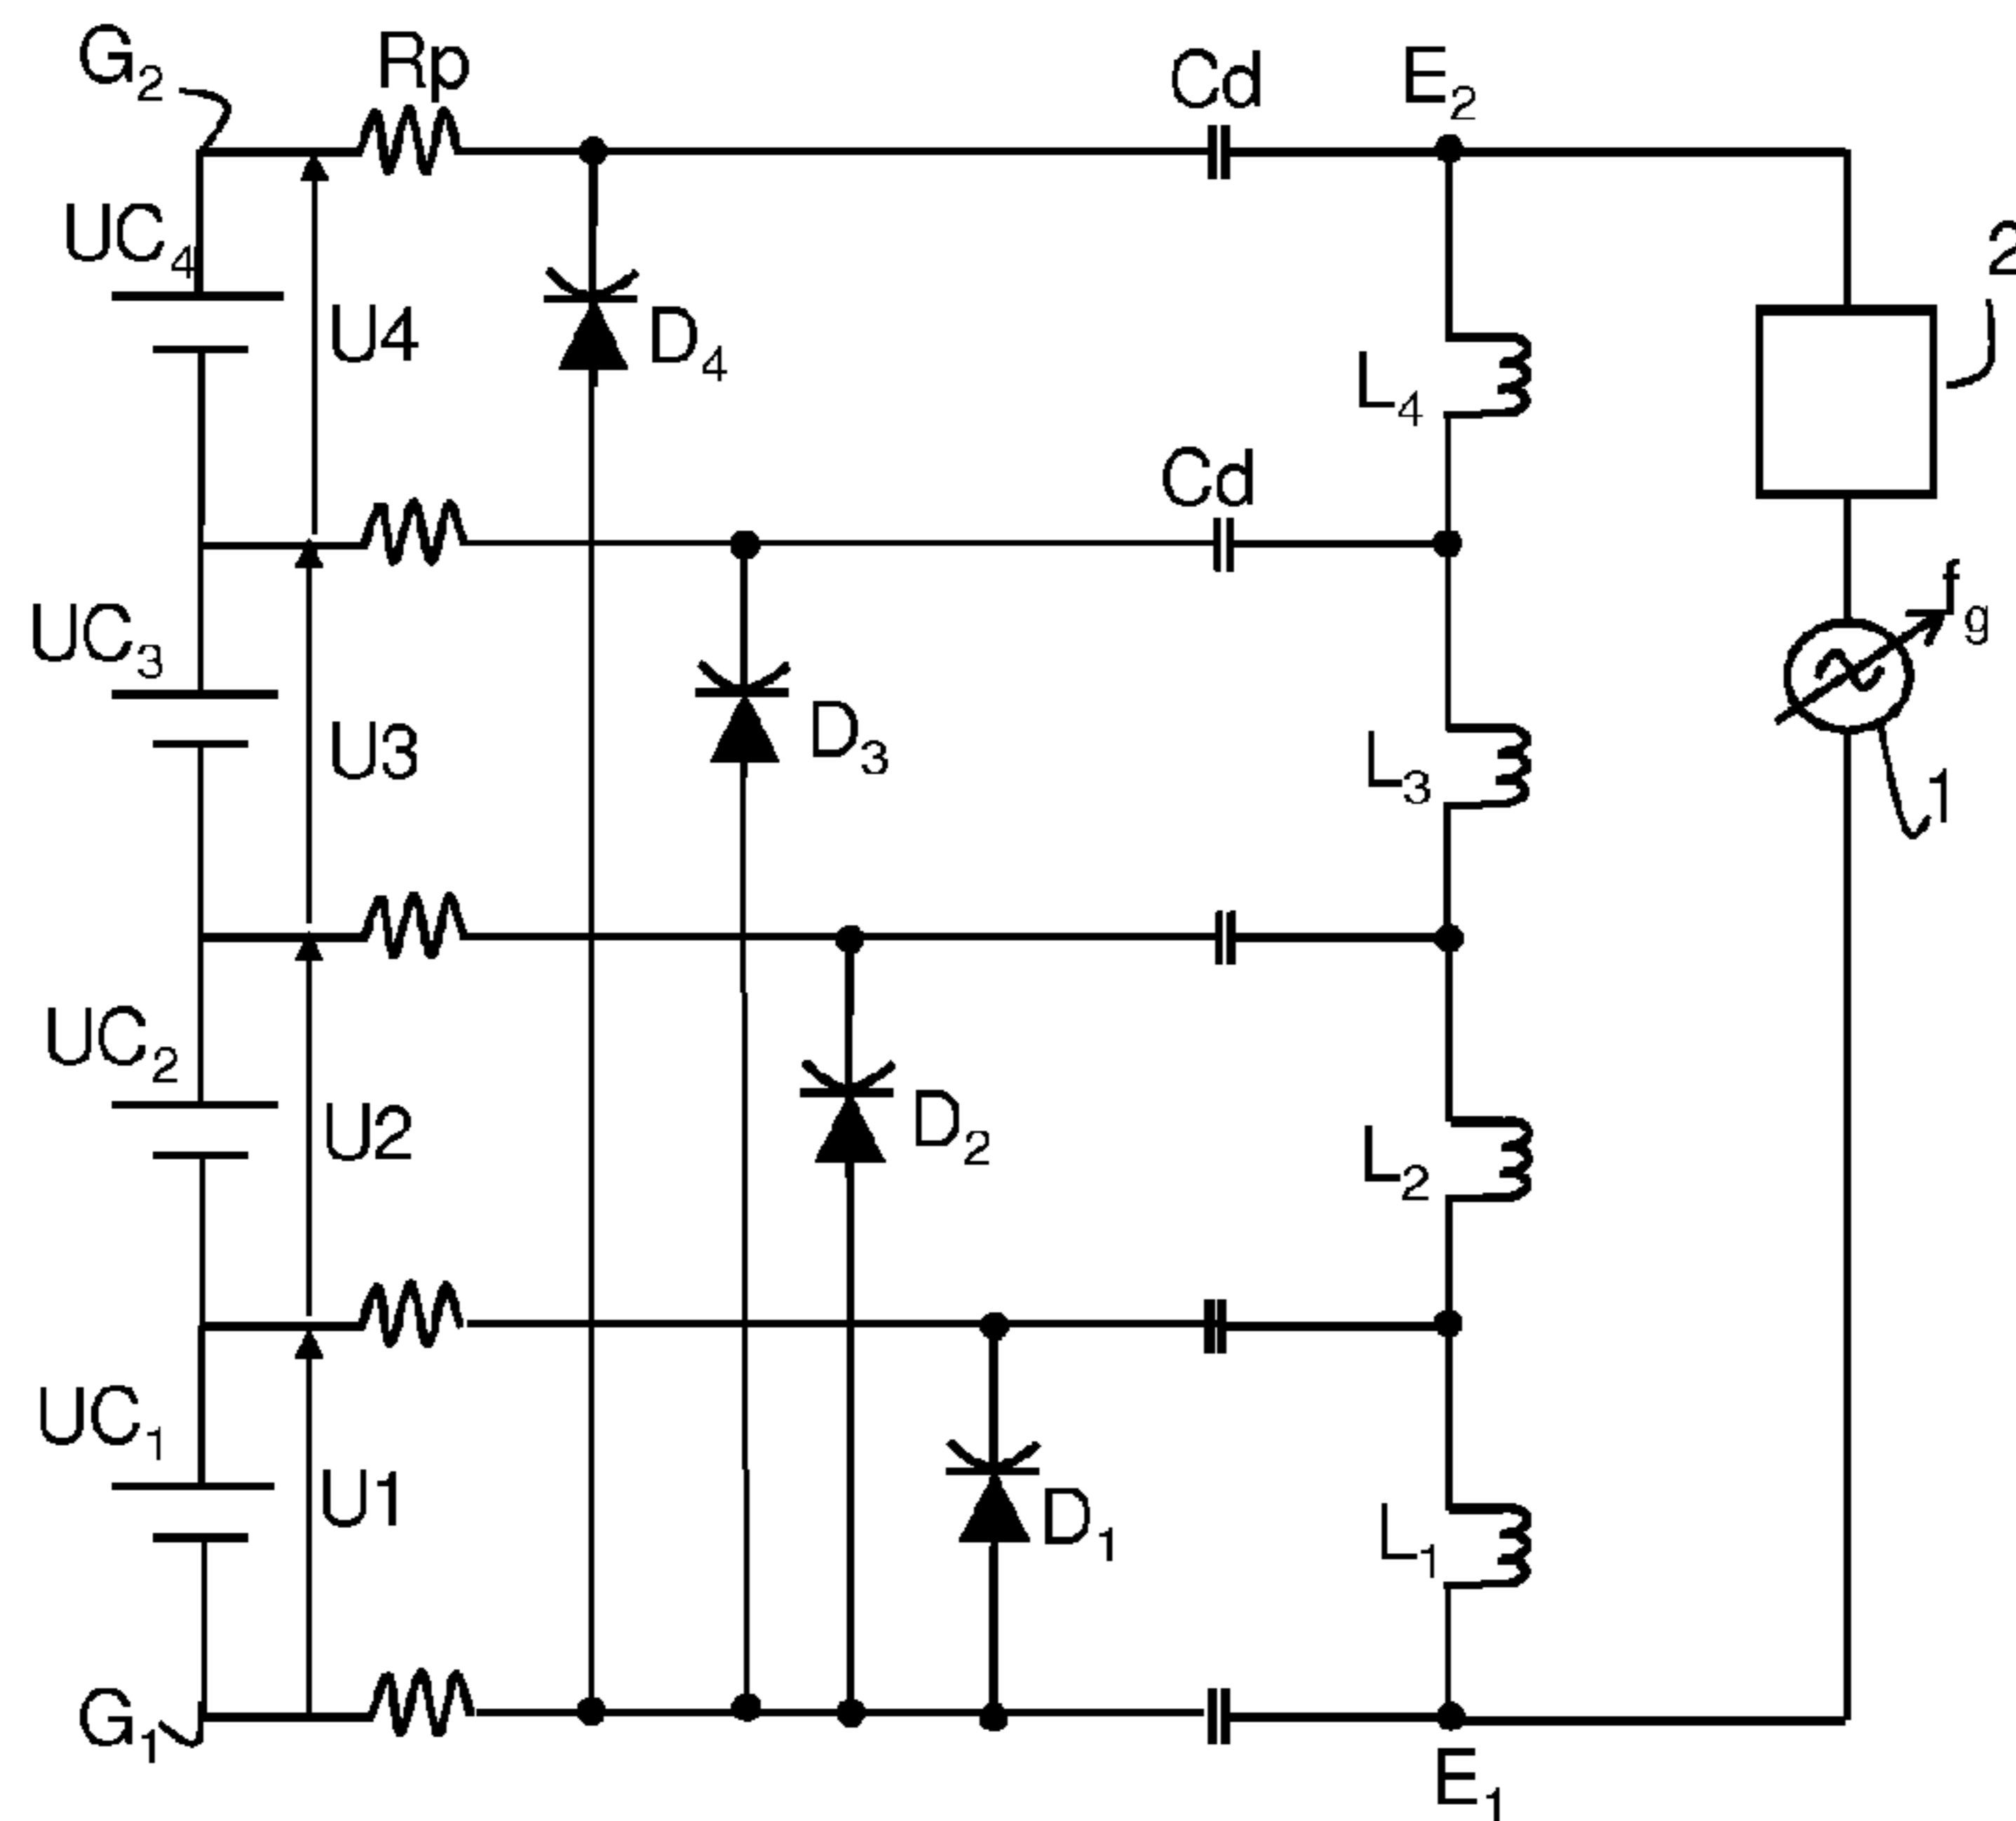 G₂
Rp
Cd
E₂
UC₄
U4
D₄
L₄
2
Cd
f_g
UC₃
U3
D₃
L₃
1
UC₂
U2
D₂
L₂
UC₁
U1
D₁
L₁
G₁
E₁